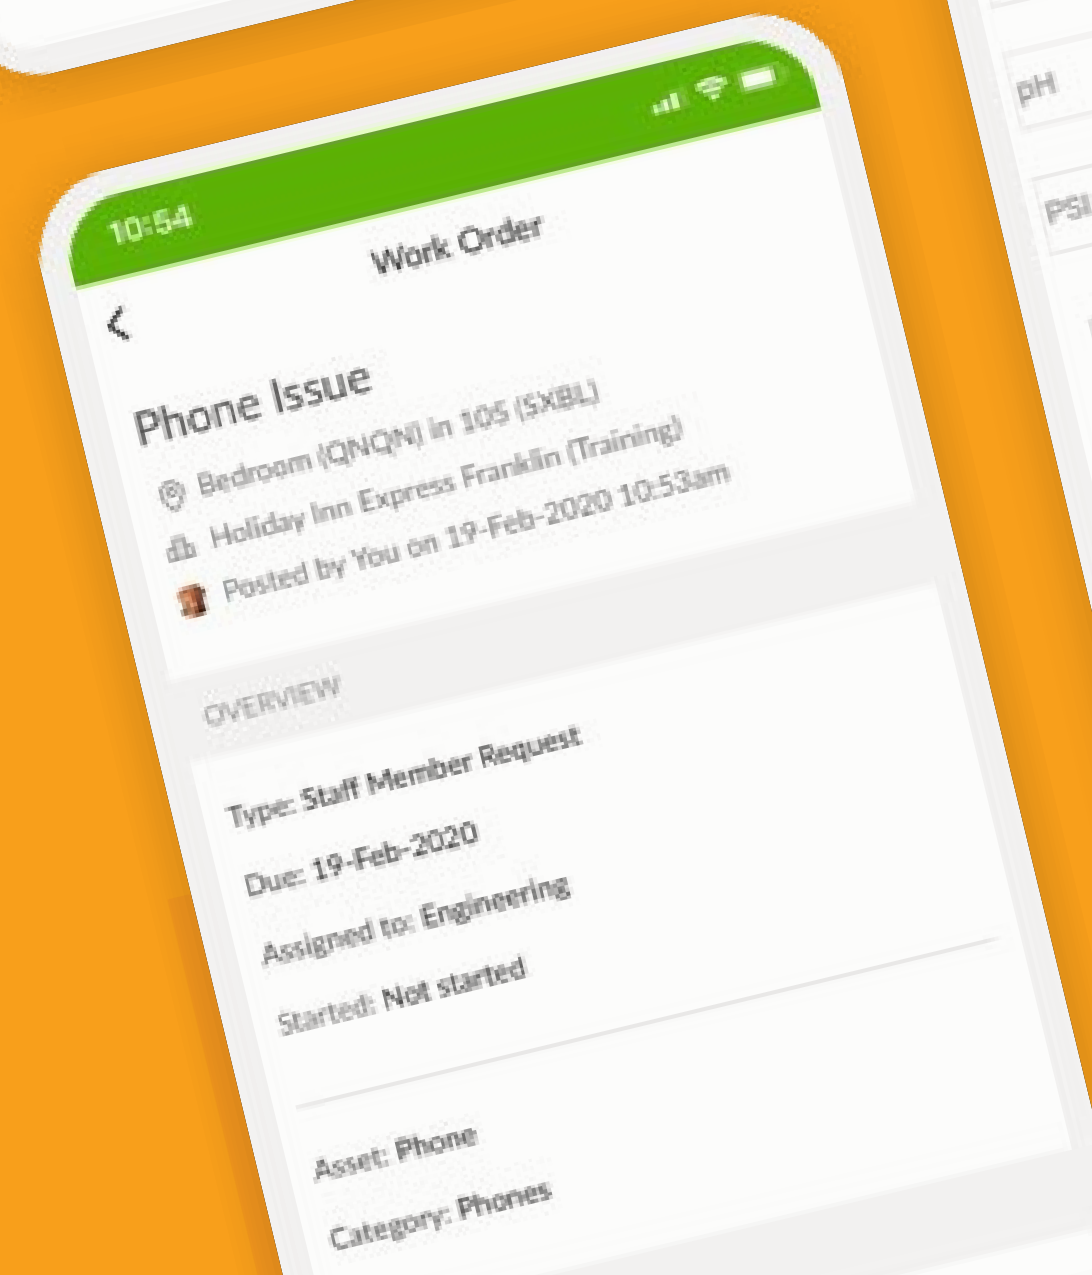 10:54
Work Order
Phone Issue
Bedroom (QNQN) in 105 (SXBL)
Holiday Inn Express Franklin (Training)
Posted by You on 19-Feb-2020 10:53am
OVERVIEW
Type: Staff Member Request
Due: 19-Feb-2020
Assigned to: Engineering
Started: Not started
Asset: Phone
Category: Phones
pH
PSI